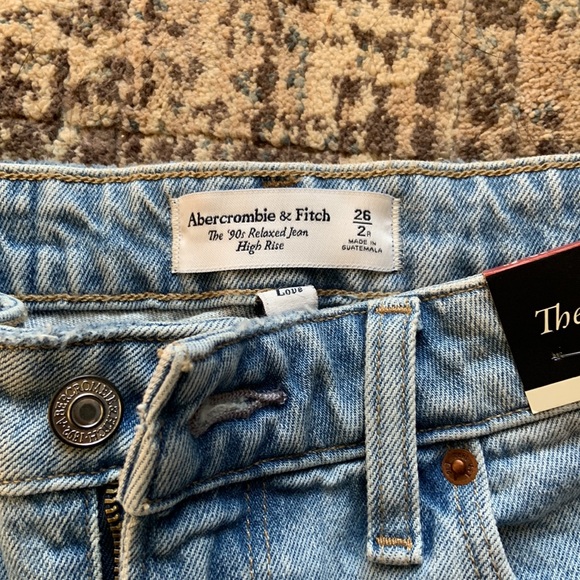 Abercrombie & Fitch
The '90s Relaxed Jean
High Rise
26
2R
MADE IN
GUATEMALA
Love
The
ABERCROMBIE & FITCH